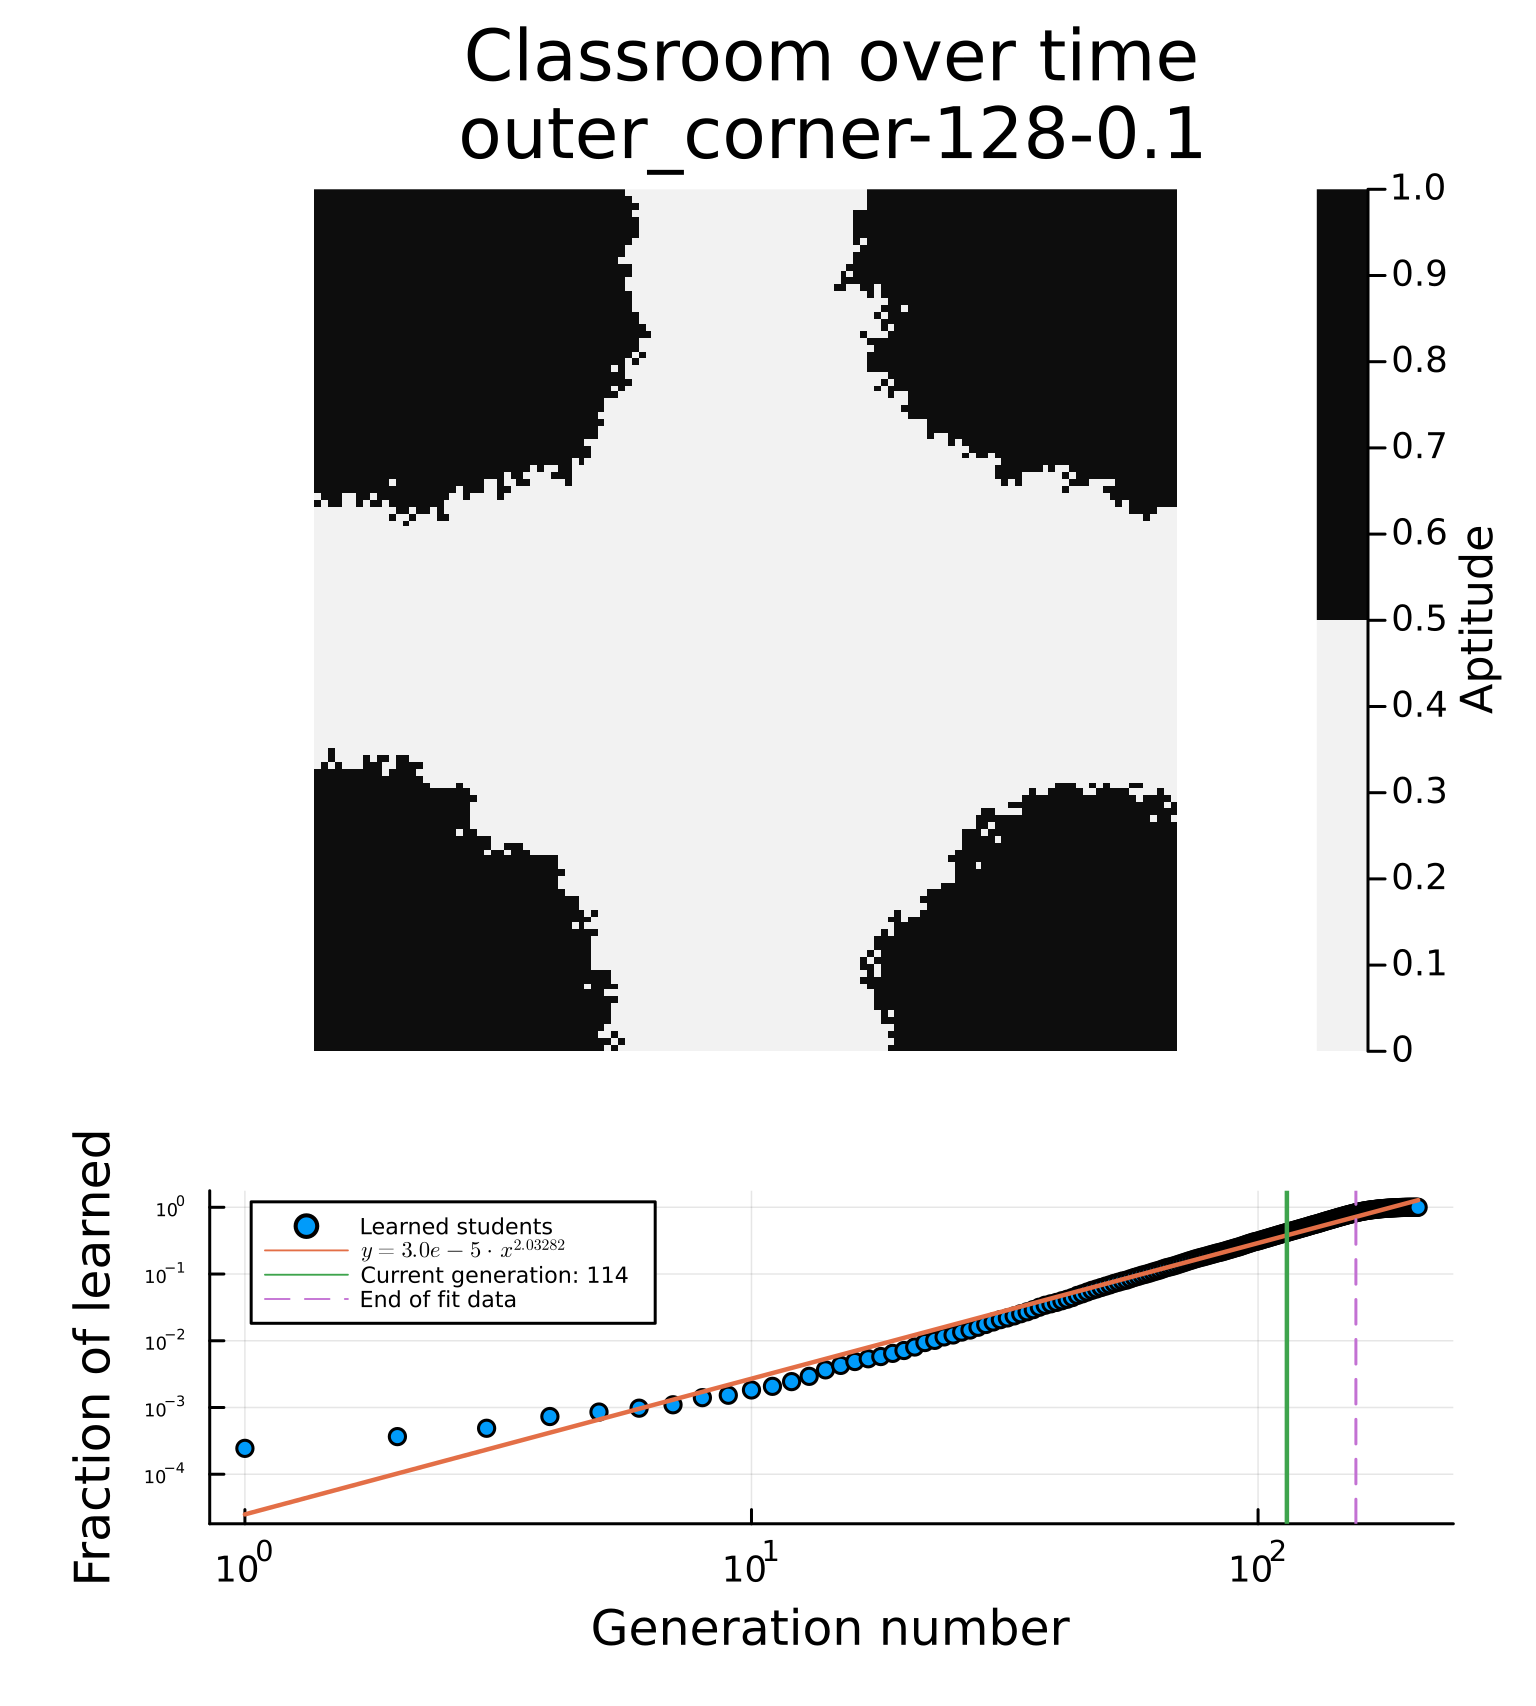 Classroom over time
outer_corner-128-0.1
1.0
0.9
0.8
0.7
0.6
0.5
0.4
0.3
0.2
0.1
0
Aptitude
Fraction of learned
10⁰
10⁻¹
10⁻²
10⁻³
10⁻⁴
Learned students
y = 3.0e − 5 · x^2.03282
Current generation: 114
End of fit data
10⁰
10¹
10²
Generation number